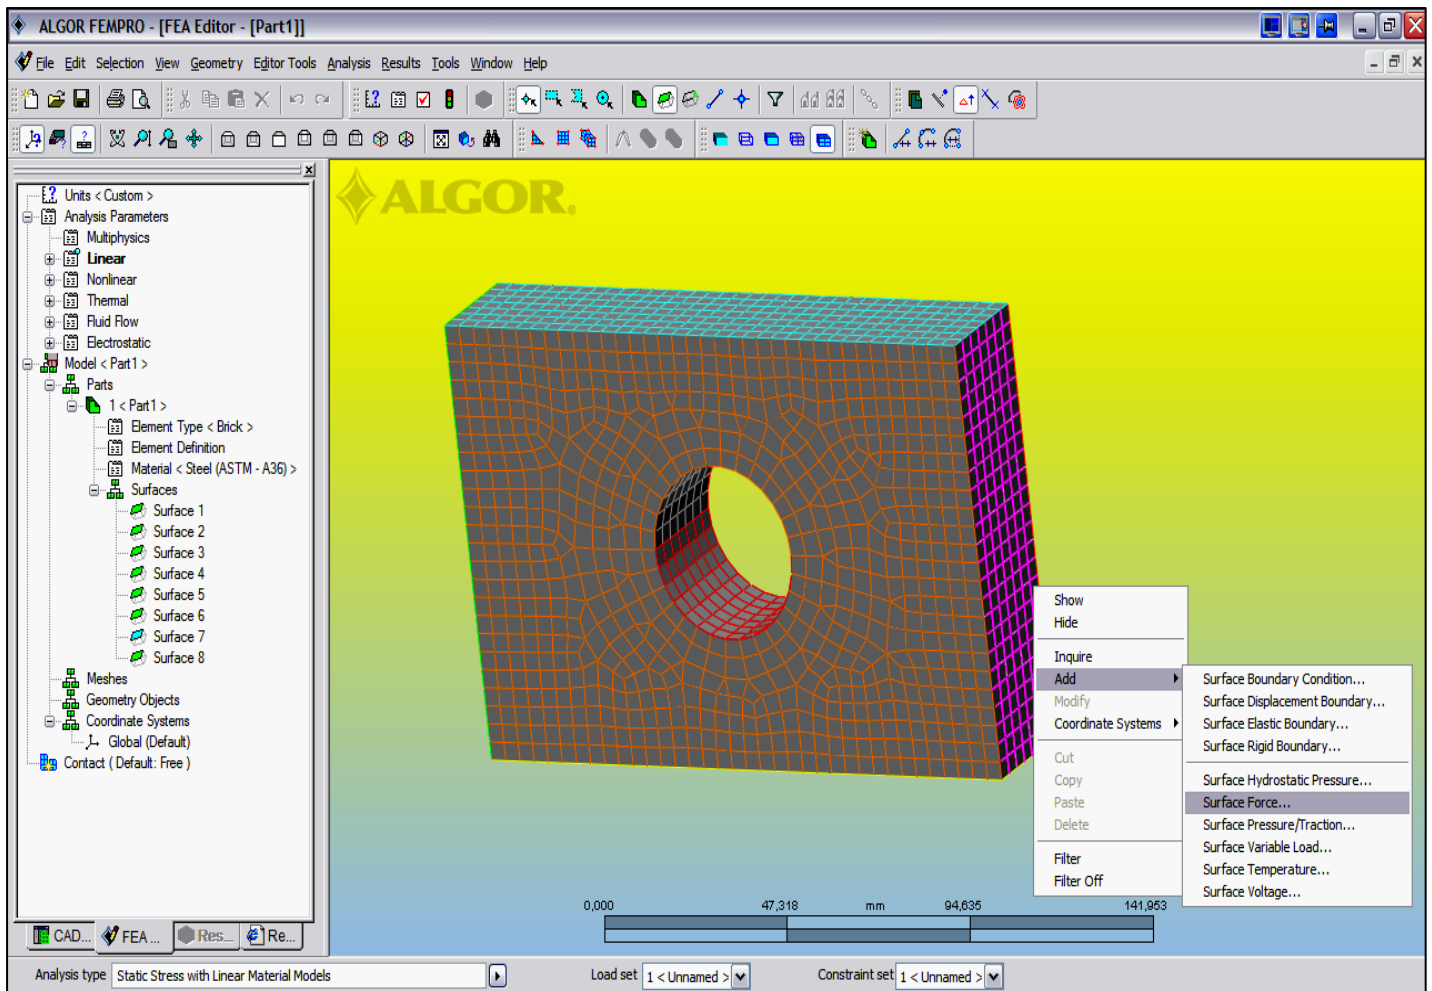 ALGOR FEMPRO - [FEA Editor - [Part1]]
File Edit Selection View Geometry Editor Tools Analysis Results Tools Window Help
Units < Custom >
Analysis Parameters
Multiphysics
Linear
Nonlinear
Thermal
Fluid Flow
Electrostatic
Model < Part1 >
Parts
1 < Part1 >
Element Type < Brick >
Element Definition
Material < Steel (ASTM - A36) >
Surfaces
Surface 1
Surface 2
Surface 3
Surface 4
Surface 5
Surface 6
Surface 7
Surface 8
Meshes
Geometry Objects
Coordinate Systems
Global (Default)
Contact ( Default: Free )
CAD... FEA ... Res... Re...
ALGOR®
Show
Hide
Inquire
Add
Modify
Coordinate Systems
Cut
Copy
Paste
Delete
Filter
Filter Off
Surface Boundary Condition...
Surface Displacement Boundary...
Surface Elastic Boundary...
Surface Rigid Boundary...
Surface Hydrostatic Pressure...
Surface Force...
Surface Pressure/Traction...
Surface Variable Load...
Surface Temperature...
Surface Voltage...
0,000 47,318 mm 94,635 141,953
Analysis type Static Stress with Linear Material Models Load set 1 < Unnamed > Constraint set 1 < Unnamed >